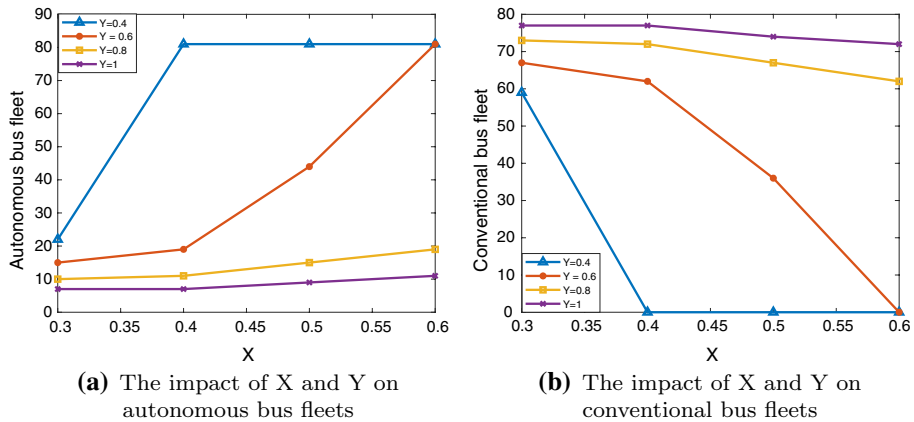 90
80
70
60
50
40
30
20
10
0
Autonomous bus fleet
Y=0.4
Y = 0.6
Y=0.8
Y=1
0.3 0.35 0.4 0.45 0.5 0.55 0.6
X
(a) The impact of X and Y on
autonomous bus fleets
80
70
60
50
40
30
20
10
0
Conventional bus fleet
Y=0.4
Y = 0.6
Y=0.8
Y=1
0.3 0.35 0.4 0.45 0.5 0.55 0.6
X
(b) The impact of X and Y on
conventional bus fleets